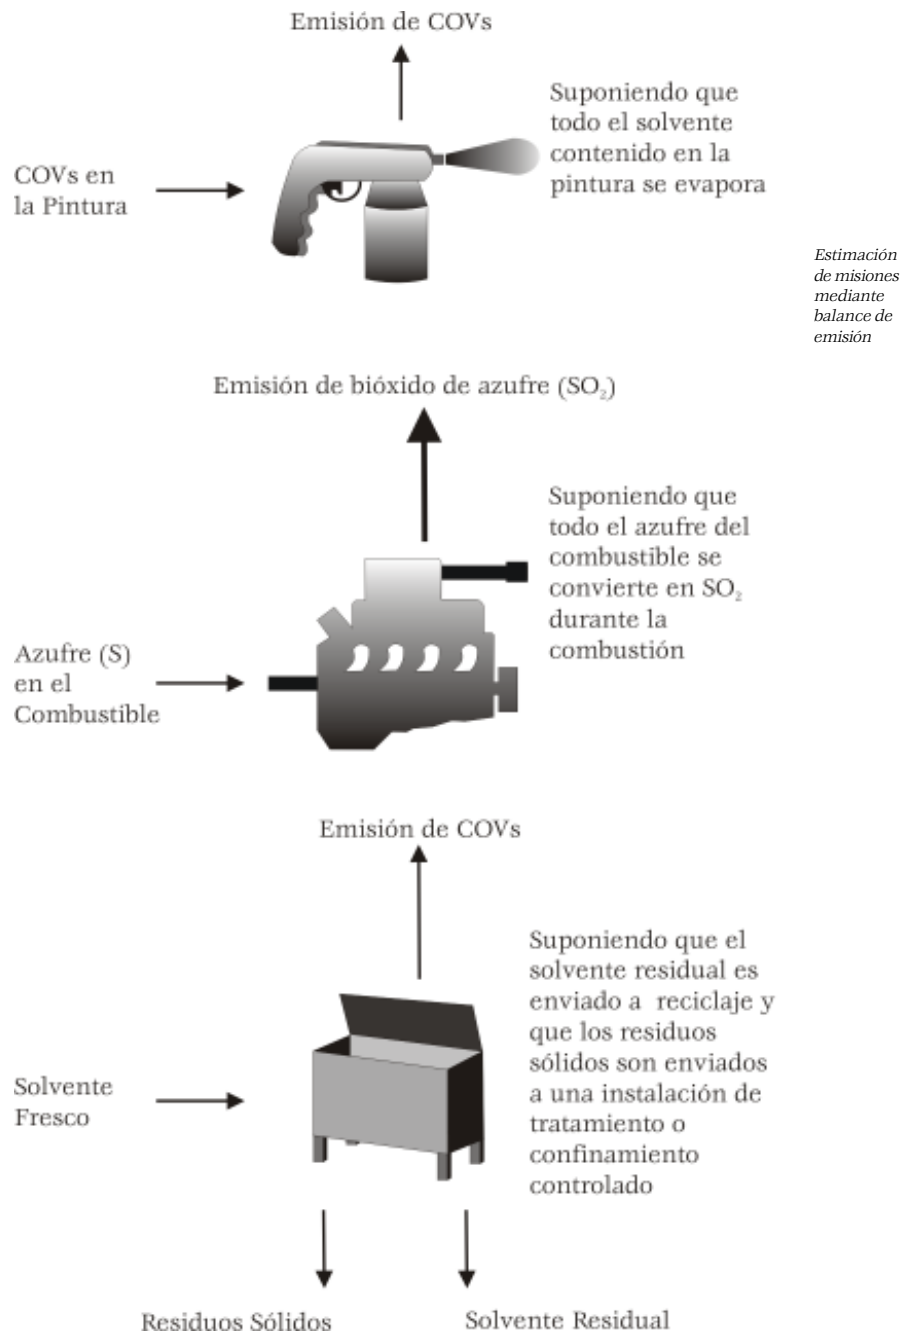 Emisión de COVs
Suponiendo que
todo el solvente
contenido en la
pintura se evapora
COVs en
la Pintura
Estimación
de misiones
mediante
balance de
emisión
Emisión de bióxido de azufre (SO₂)
Suponiendo que
todo el azufre del
combustible se
convierte en SO₂
durante la
combustión
Azufre (S)
en el
Combustible
Emisión de COVs
Suponiendo que el
solvente residual es
enviado a reciclaje y
que los residuos
sólidos son enviados
a una instalación de
tratamiento o
confinamiento
controlado
Solvente
Fresco
Residuos Sólidos
Solvente Residual